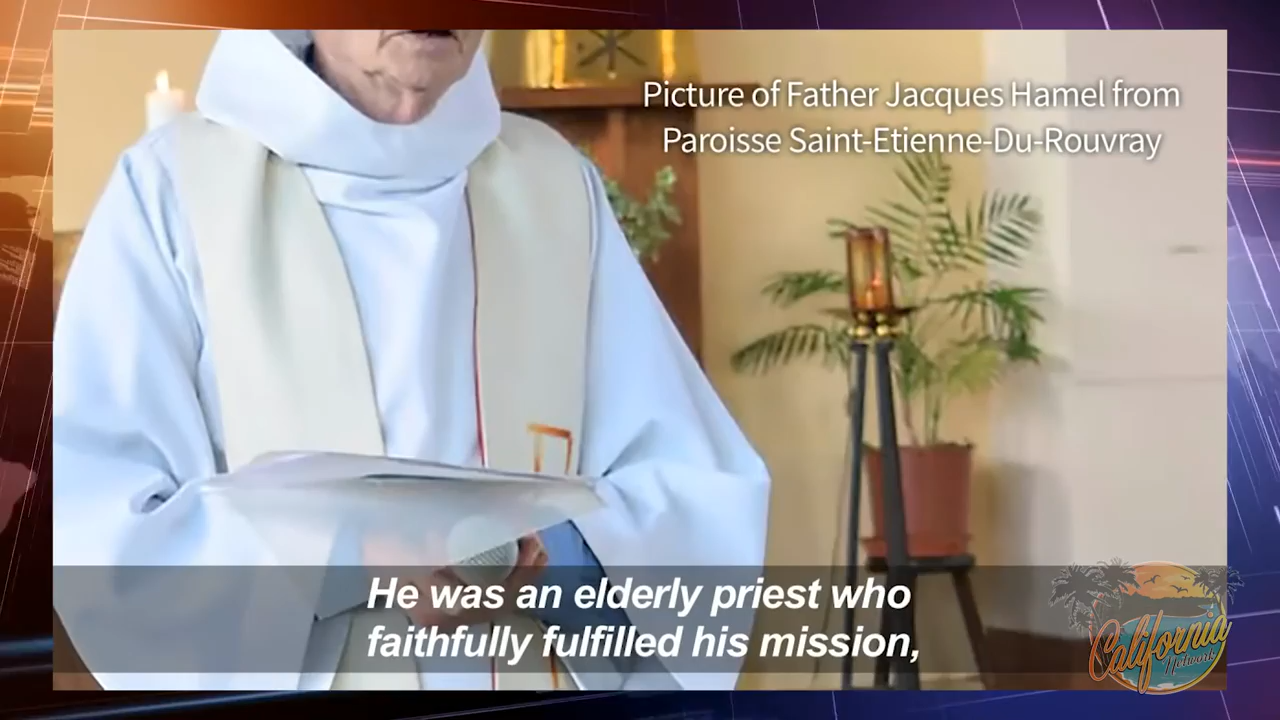 Picture of Father Jacques Hamel from
Paroisse Saint-Etienne-Du-Rouvray
He was an elderly priest who
faithfully fulfilled his mission,
California
Network